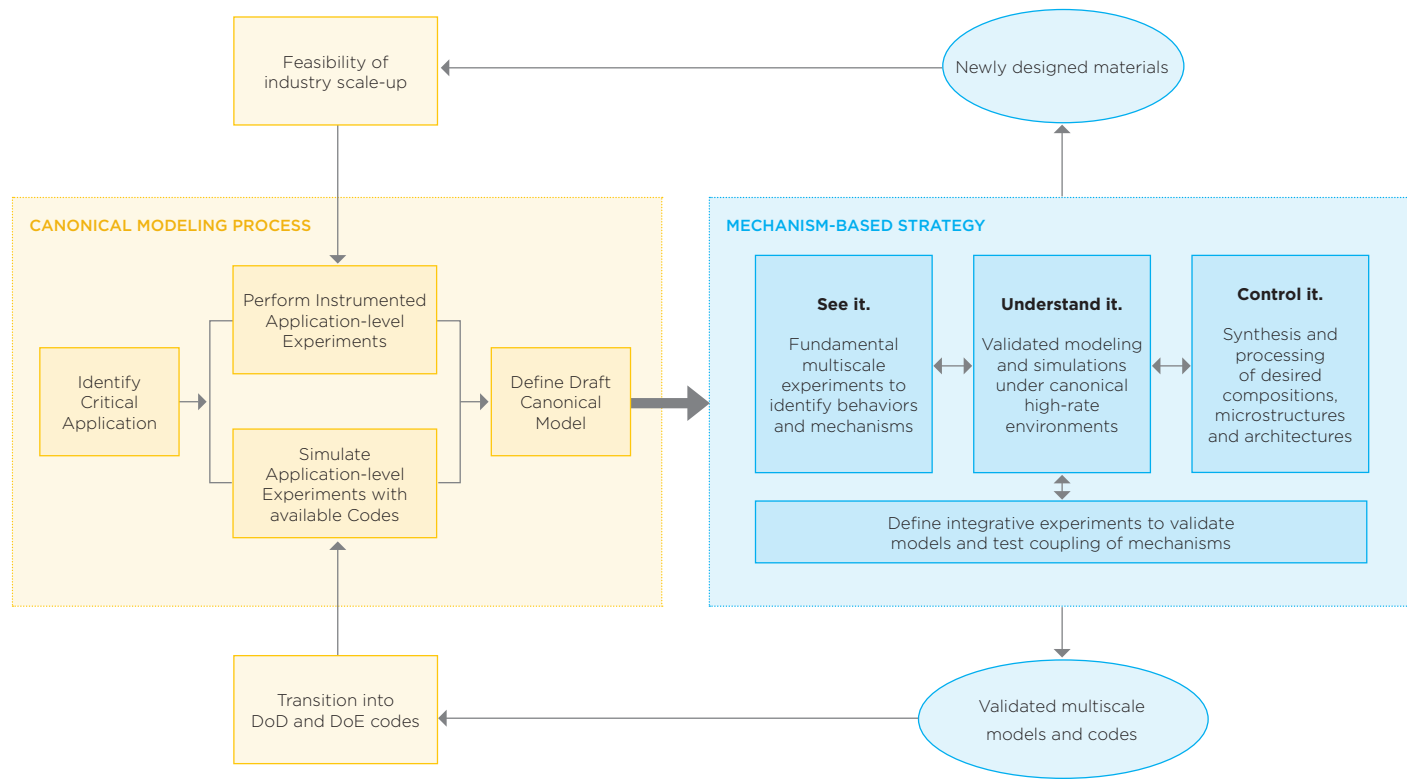 Feasibility of
industry scale-up
Newly designed materials
CANONICAL MODELING PROCESS
Identify
Critical
Application
Perform Instrumented
Application-level
Experiments
Simulate
Application-level
Experiments with
available Codes
Define Draft
Canonical
Model
MECHANISM-BASED STRATEGY
See it.
Fundamental
multiscale
experiments to
identify behaviors
and mechanisms
Understand it.
Validated modeling
and simulations
under canonical
high-rate
environments
Control it.
Synthesis and
processing
of desired
compositions,
microstructures
and architectures
Define integrative experiments to validate
models and test coupling of mechanisms
Transition into
DoD and DoE codes
Validated multiscale
models and codes